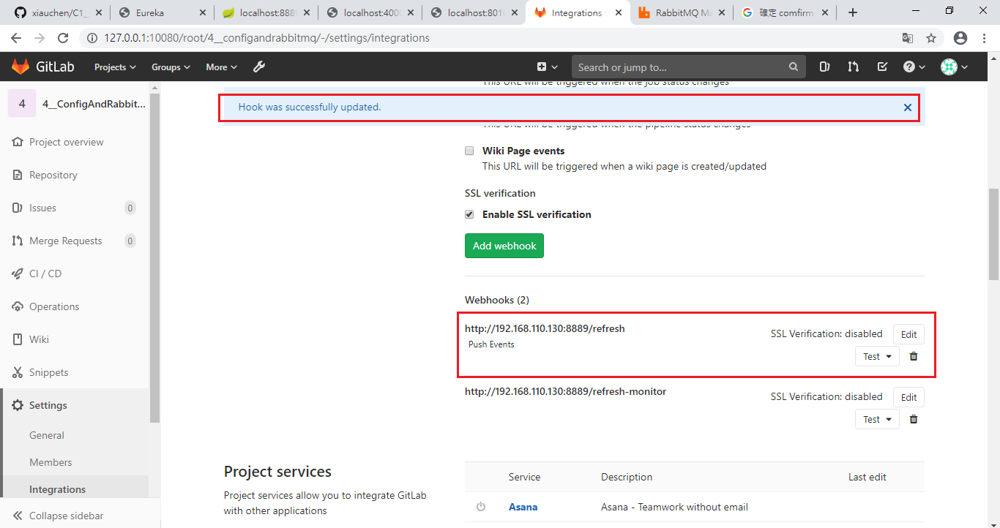 xiauchen/C1_
Eureka
localhost:888
localhost:400
localhost:8010
Integrations
RabbitMQ Ma
確定 comfirm
127.0.0.1:10080/root/4__configandrabbitmq/-/settings/integrations
GitLab
Projects
Groups
More
Search or jump to...
4
4__ConfigAndRabbit...
Project overview
Repository
Issues
0
Merge Requests
0
CI / CD
Operations
Wiki
Snippets
Settings
General
Members
Integrations
Collapse sidebar
This URL will be triggered when the job status changes
Hook was successfully updated.
This URL will be triggered when the pipeline status changes
Wiki Page events
This URL will be triggered when a wiki page is created/updated
SSL verification
Enable SSL verification
Add webhook
Webhooks (2)
http://192.168.110.130:8889/refresh
Push Events
SSL Verification: disabled
Edit
Test
http://192.168.110.130:8889/refresh-monitor
SSL Verification: disabled
Edit
Test
Project services
Project services allow you to integrate GitLab
with other applications
Service Description Last edit
Asana Asana - Teamwork without email